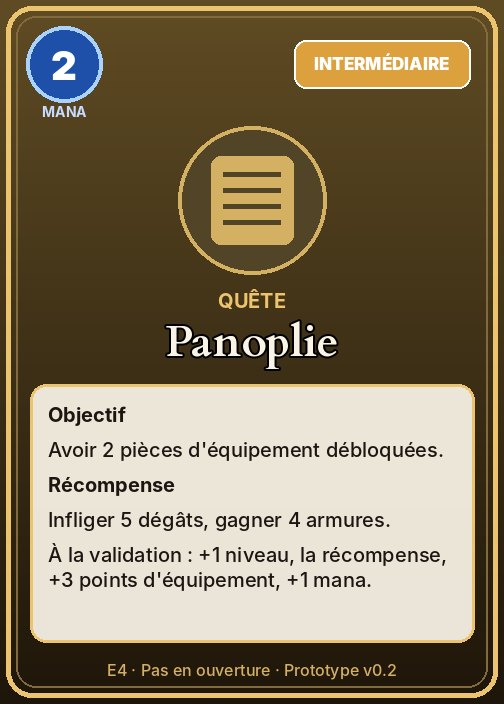 2
MANA
INTERMÉDIAIRE
QUÊTE
Panoplie
Objectif
Avoir 2 pièces d'équipement débloquées.
Récompense
Infliger 5 dégâts, gagner 4 armures.
À la validation : +1 niveau, la récompense,
+3 points d'équipement, +1 mana.
E4 · Pas en ouverture · Prototype v0.2